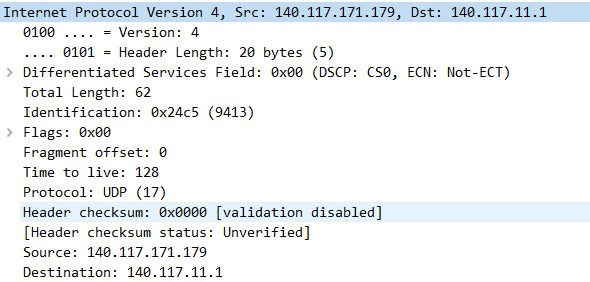 Internet Protocol Version 4, Src: 140.117.171.179, Dst: 140.117.11.1
0100 .... = Version: 4
.... 0101 = Header Length: 20 bytes (5)
Differentiated Services Field: 0x00 (DSCP: CS0, ECN: Not-ECT)
Total Length: 62
Identification: 0x24c5 (9413)
Flags: 0x00
Fragment offset: 0
Time to live: 128
Protocol: UDP (17)
Header checksum: 0x0000 [validation disabled]
[Header checksum status: Unverified]
Source: 140.117.171.179
Destination: 140.117.11.1